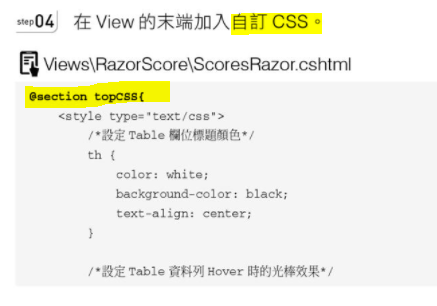 step04 在 View 的末端加入自訂 CSS。
Views\RazorScore\ScoresRazor.cshtml
@section topCSS{
<style type="text/css">
/*設定 Table 欄位標題顏色*/
th {
color: white;
background-color: black;
text-align: center;
}
/*設定 Table 資料列 Hover 時的光棒效果*/